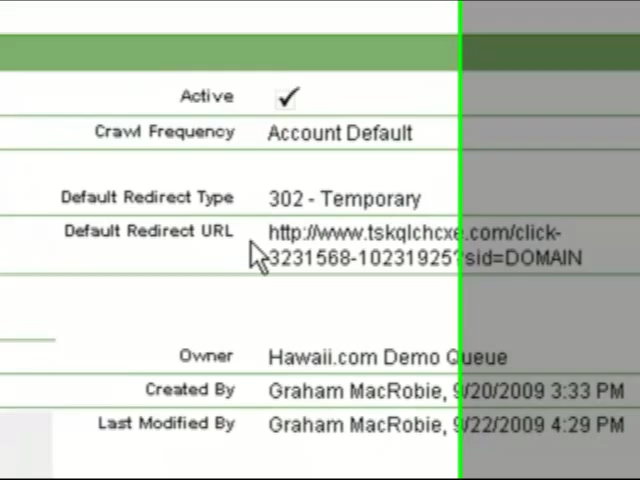 Active
Crawl Frequency Account Default
Default Redirect Type 302 - Temporary
Default Redirect URL http://www.tskqlchcxe.com/click-
3231568-10231925?sid=DOMAIN
Owner Hawaii.com Demo Queue
Created By Graham MacRobie, 9/20/2009 3:33 PM
Last Modified By Graham MacRobie, 9/22/2009 4:29 PM